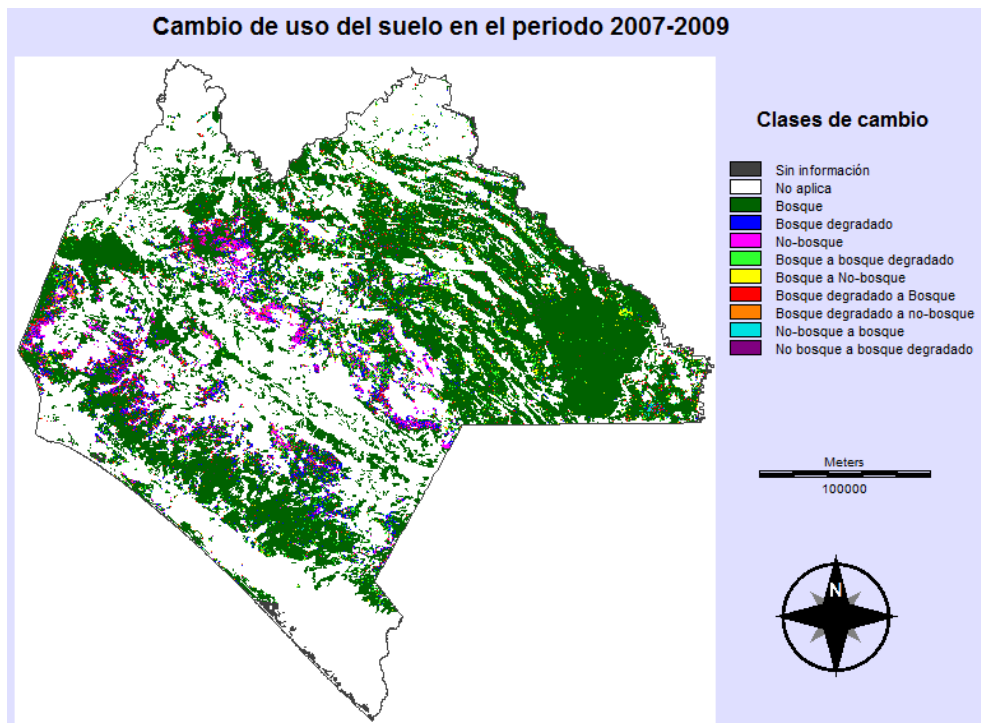 Cambio de uso del suelo en el periodo 2007-2009
Clases de cambio
Sin información
No aplica
Bosque
Bosque degradado
No-bosque
Bosque a bosque degradado
Bosque a No-bosque
Bosque degradado a Bosque
Bosque degradado a no-bosque
No-bosque a bosque
No bosque a bosque degradado
Meters
100000
N